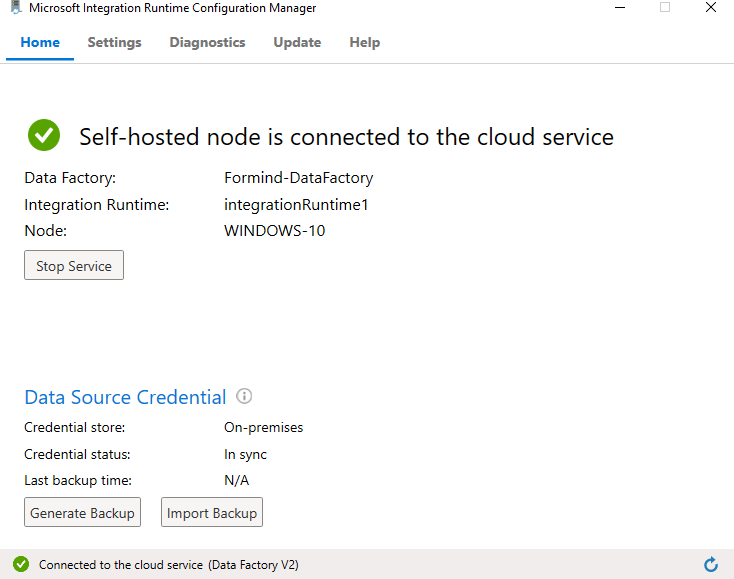 Microsoft Integration Runtime Configuration Manager
Home Settings Diagnostics Update Help
Self-hosted node is connected to the cloud service
Data Factory: Formind-DataFactory
Integration Runtime: integrationRuntime1
Node: WINDOWS-10
Stop Service
Data Source Credential
Credential store: On-premises
Credential status: In sync
Last backup time: N/A
Generate Backup Import Backup
Connected to the cloud service (Data Factory V2)